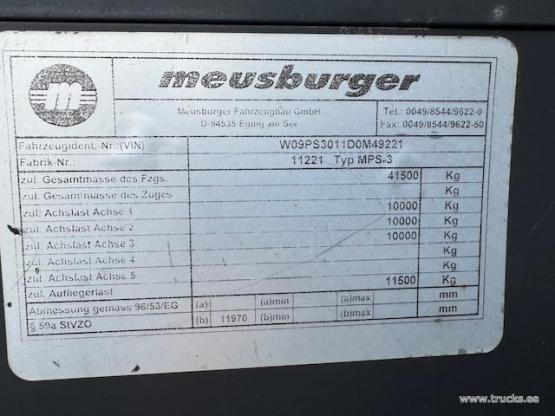 m
meusburger
Meusburger Fahrzeugbau GmbH
D-94535 Eging am See
Tel.: 0049/8544/9622-0
Fax: 0049/8544/9622-50
Fahrzeugident. Nr.:(VIN) W09PS3011D0M49221
Fabrik-Nr.: 11221 Typ MPS-3
zul. Gesamtmasse des Fzgs. 41500 Kg
zul. Gesamtmasse des Zuges Kg
zul. Achslast Achse 1 10000 Kg
zul. Achslast Achse 2 10000 Kg
zul. Achslast Achse 3 10000 Kg
zul. Achslast Achse 4 Kg
zul. Achslast Achse 5 Kg
zul. Aufliegerlast 11500 Kg
Abmessung gemäss 96/53/EG (a) (a)min (a)max mm
§ 59a StVZO (b) 11970 (b)min (b)max mm
www.trucks.ee